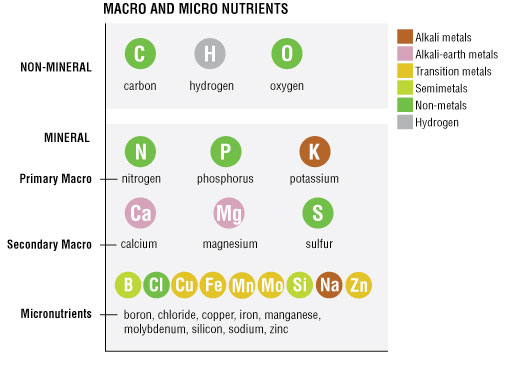 MACRO AND MICRO NUTRIENTS
NON-MINERAL
C H O
carbon hydrogen oxygen
Alkali metals
Alkali-earth metals
Transition metals
Semimetals
Non-metals
Hydrogen
MINERAL
N P K
Primary Macro
nitrogen phosphorus potassium
Ca Mg S
Secondary Macro
calcium magnesium sulfur
B Cl Cu Fe Mn Mo Si Na Zn
Micronutrients
boron, chloride, copper, iron, manganese,
molybdenum, silicon, sodium, zinc